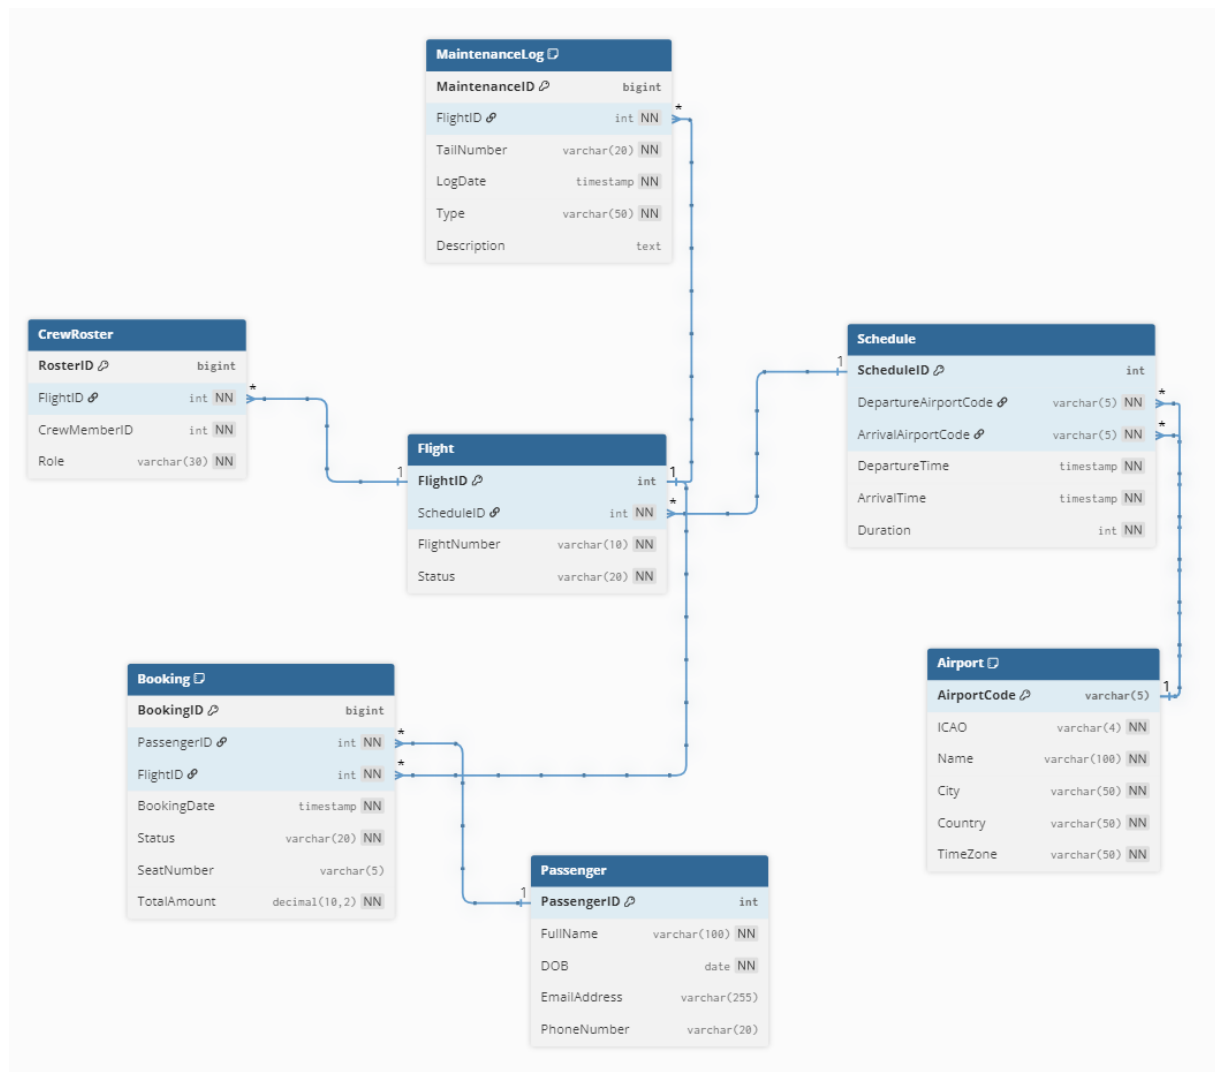 MaintenanceLog
MaintenanceID bigint
*
FlightID int NN
TailNumber varchar(20) NN
LogDate timestamp NN
Type varchar(50) NN
Description text
CrewRoster
RosterID bigint
*
FlightID int NN
CrewMemberID int NN
Role varchar(30) NN
Schedule
1
ScheduleID int
*
DepartureAirportCode varchar(5) NN
*
ArrivalAirportCode varchar(5) NN
DepartureTime timestamp NN
ArrivalTime timestamp NN
Duration int NN
Flight
1 1
FlightID int
*
ScheduleID int NN
FlightNumber varchar(10) NN
Status varchar(20) NN
Booking
BookingID bigint
*
PassengerID int NN
*
FlightID int NN
BookingDate timestamp NN
Status varchar(20) NN
SeatNumber varchar(5)
TotalAmount decimal(10,2) NN
Airport
1
AirportCode varchar(5)
ICAO varchar(4) NN
Name varchar(100) NN
City varchar(50) NN
Country varchar(50) NN
TimeZone varchar(50) NN
Passenger
1
PassengerID int
FullName varchar(100) NN
DOB date NN
EmailAddress varchar(255)
PhoneNumber varchar(20)